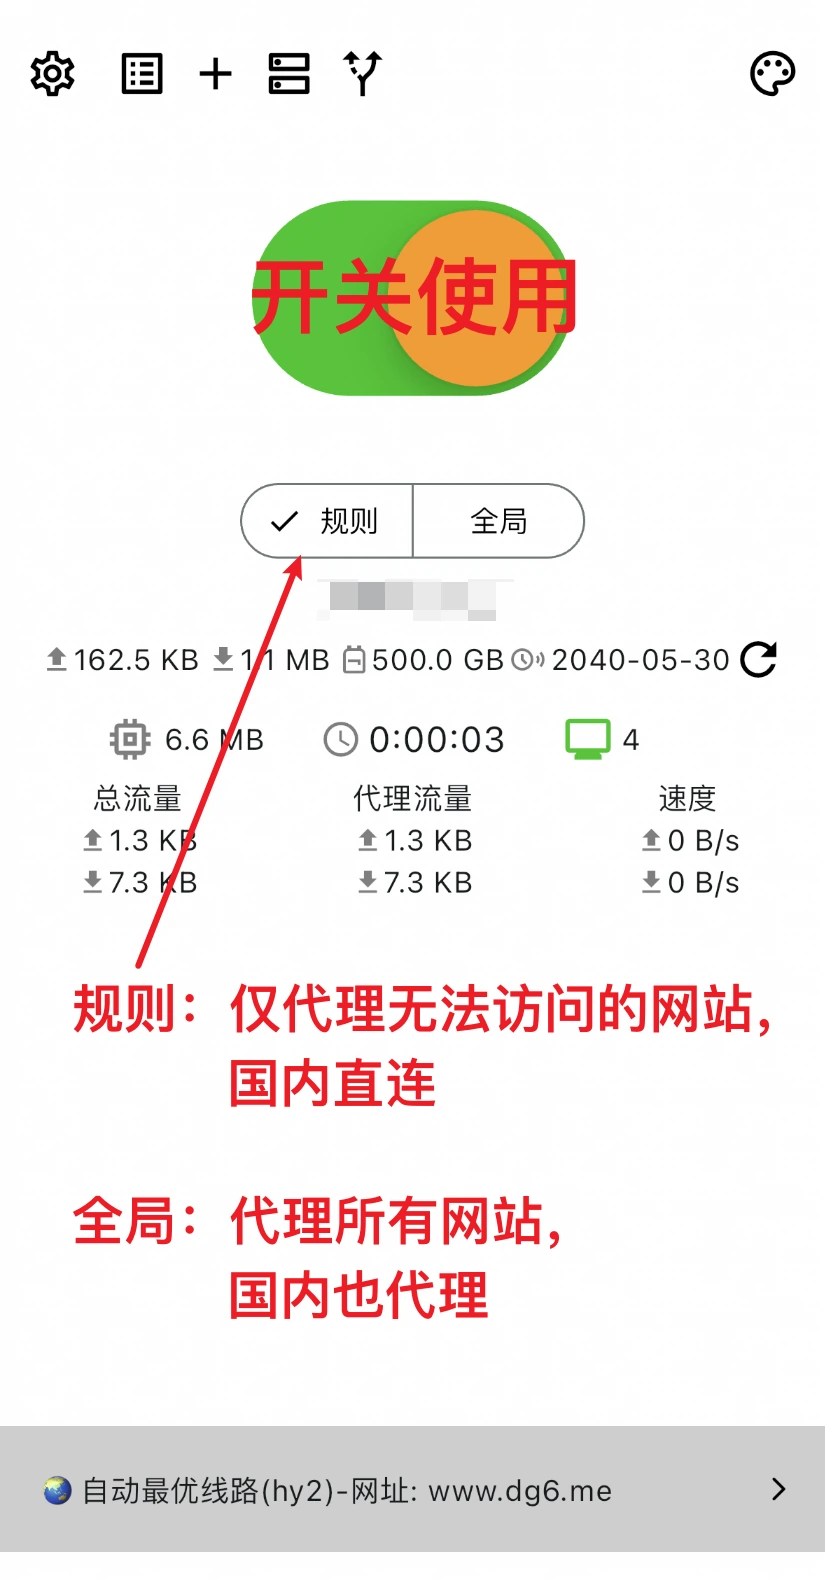 开关使用
规则
全局
162.5 KB 1.1 MB 500.0 GB 2040-05-30
6.6 MB 0:00:03 4
总流量 代理流量 速度
1.3 KB 1.3 KB 0 B/s
7.3 KB 7.3 KB 0 B/s
规则：仅代理无法访问的网站，
国内直连
全局：代理所有网站，
国内也代理
自动最优线路(hy2)-网址: www.dg6.me